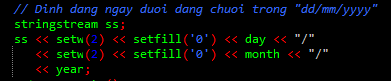 // Dinh dang ngay duoi dang chuoi trong "dd/mm/yyyy"
stringstream ss;
ss << setw(2) << setfill('0') << day << "/"
<< setw(2) << setfill('0') << month << "/"
<< year;